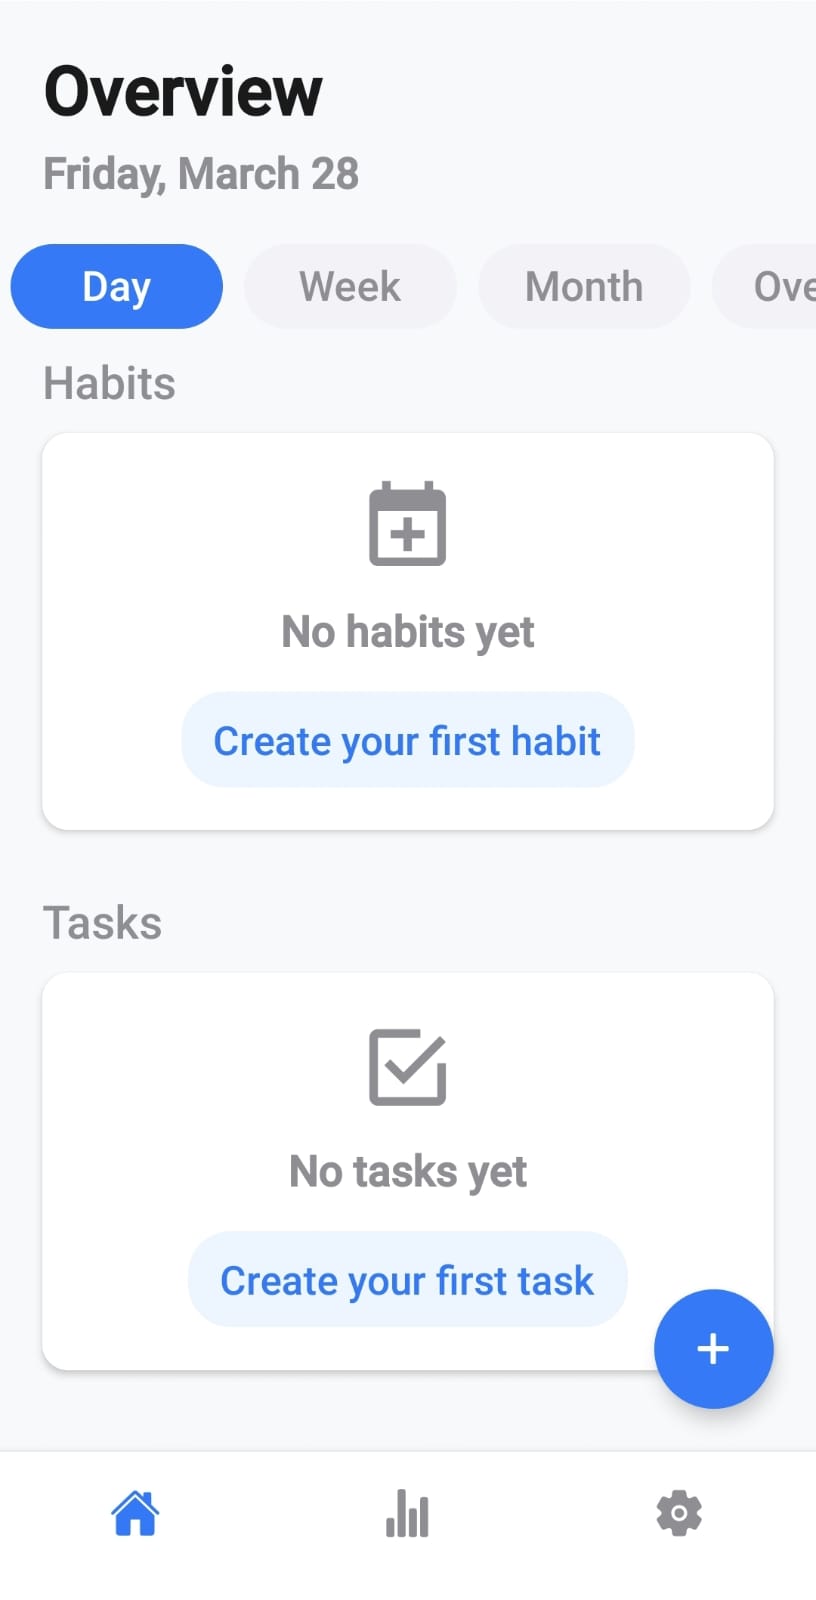 Overview
Friday, March 28
Day Week Month Ove
Habits
No habits yet
Create your first habit
Tasks
No tasks yet
Create your first task
+